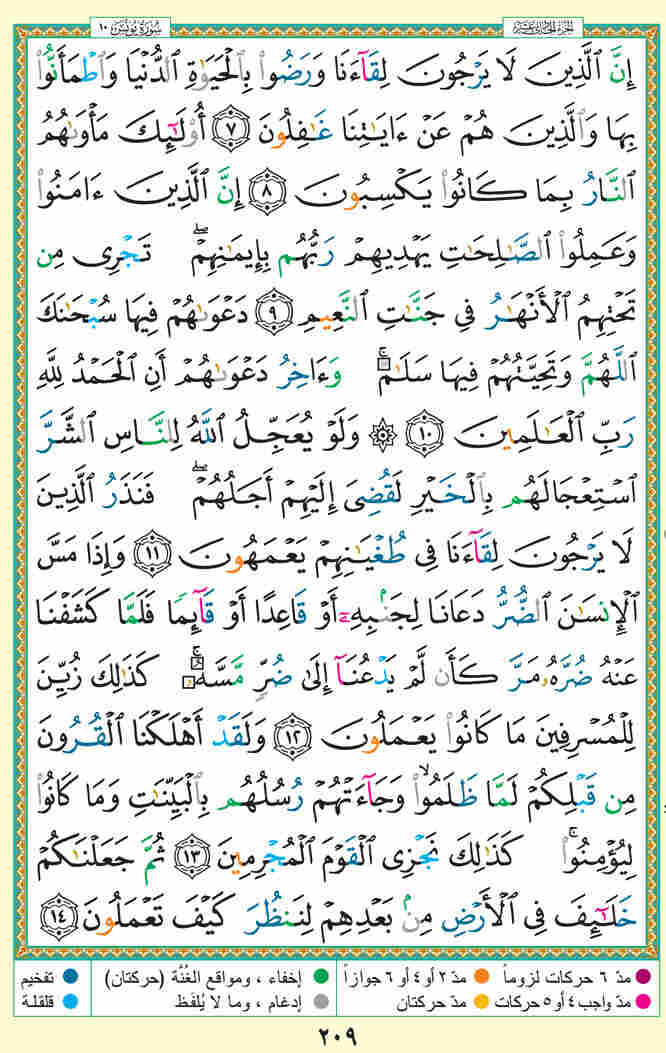 سُورَةُ يُونُسَ ١٠ الجزء الحادي عشر
إِنَّ ٱلَّذِينَ لَا يَرْجُونَ لِقَآءَنَا وَرَضُوا۟ بِٱلْحَيَوٰةِ ٱلدُّنْيَا وَٱطْمَأَنُّوا۟
بِهَا وَٱلَّذِينَ هُمْ عَنْ ءَايَـٰتِنَا غَـٰفِلُونَ ٧ أُو۟لَـٰٓئِكَ مَأْوَىٰهُمُ
ٱلنَّارُ بِمَا كَانُوا۟ يَكْسِبُونَ ٨ إِنَّ ٱلَّذِينَ ءَامَنُوا۟
وَعَمِلُوا۟ ٱلصَّـٰلِحَـٰتِ يَهْدِيهِمْ رَبُّهُم بِإِيمَـٰنِهِمْ ۖ تَجْرِى مِن
تَحْتِهِمُ ٱلْأَنْهَـٰرُ فِى جَنَّـٰتِ ٱلنَّعِيمِ ٩ دَعْوَىٰهُمْ فِيهَا سُبْحَـٰنَكَ
ٱللَّهُمَّ وَتَحِيَّتُهُمْ فِيهَا سَلَـٰمٌ ۚ وَءَاخِرُ دَعْوَىٰهُمْ أَنِ ٱلْحَمْدُ لِلَّهِ
رَبِّ ٱلْعَـٰلَمِينَ ١٠ ۞ وَلَوْ يُعَجِّلُ ٱللَّهُ لِلنَّاسِ ٱلشَّرَّ
ٱسْتِعْجَالَهُم بِٱلْخَيْرِ لَقُضِىَ إِلَيْهِمْ أَجَلُهُمْ ۖ فَنَذَرُ ٱلَّذِينَ
لَا يَرْجُونَ لِقَآءَنَا فِى طُغْيَـٰنِهِمْ يَعْمَهُونَ ١١ وَإِذَا مَسَّ
ٱلْإِنسَـٰنَ ٱلضُّرُّ دَعَانَا لِجَنۢبِهِۦٓ أَوْ قَاعِدًا أَوْ قَآئِمًا فَلَمَّا كَشَفْنَا
عَنْهُ ضُرَّهُۥ مَرَّ كَأَن لَّمْ يَدْعُنَآ إِلَىٰ ضُرٍّ مَّسَّهُۥ ۚ كَذَٰلِكَ زُيِّنَ
لِلْمُسْرِفِينَ مَا كَانُوا۟ يَعْمَلُونَ ١٢ وَلَقَدْ أَهْلَكْنَا ٱلْقُرُونَ
مِن قَبْلِكُمْ لَمَّا ظَلَمُوا۟ ۙ وَجَآءَتْهُمْ رُسُلُهُم بِٱلْبَيِّنَـٰتِ وَمَا كَانُوا۟
لِيُؤْمِنُوا۟ ۚ كَذَٰلِكَ نَجْزِى ٱلْقَوْمَ ٱلْمُجْرِمِينَ ١٣ ثُمَّ جَعَلْنَـٰكُمْ
خَلَـٰٓئِفَ فِى ٱلْأَرْضِ مِنۢ بَعْدِهِمْ لِنَنظُرَ كَيْفَ تَعْمَلُونَ ١٤
مدّ ٦ حركات لزوماً مدّ ٢ أو ٤ أو ٦ جوازاً إخفاء ، ومواقع الغُنَّة (حركتان) تفخيم
مدّ واجب ٤ أو ٥ حركات مدّ حركتان إدغام ، وما لا يُلفَظ قلقلة
٢٠٩